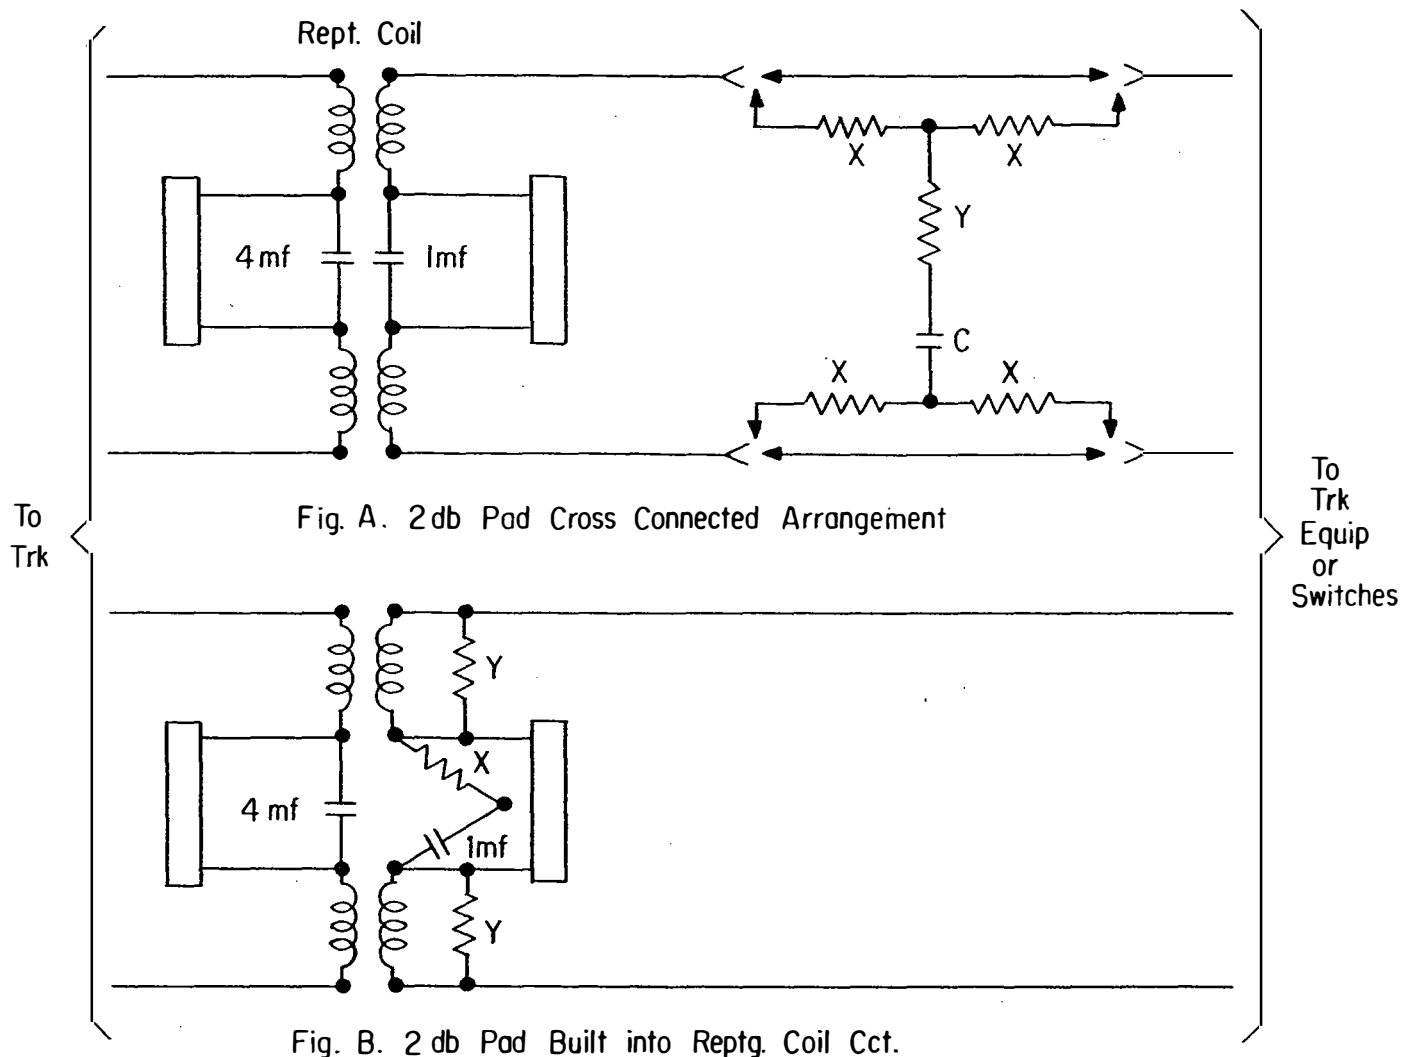 Rept. Coil
X
X
Y
4 mf
1mf
C
X
X
Fig. A. 2 db Pad Cross Connected Arrangement
To
Trk
To
Trk
Equip
or
Switches
Y
X
4 mf
1mf
Y
Fig. B. 2 db Pad Built into Reptg. Coil Cct.